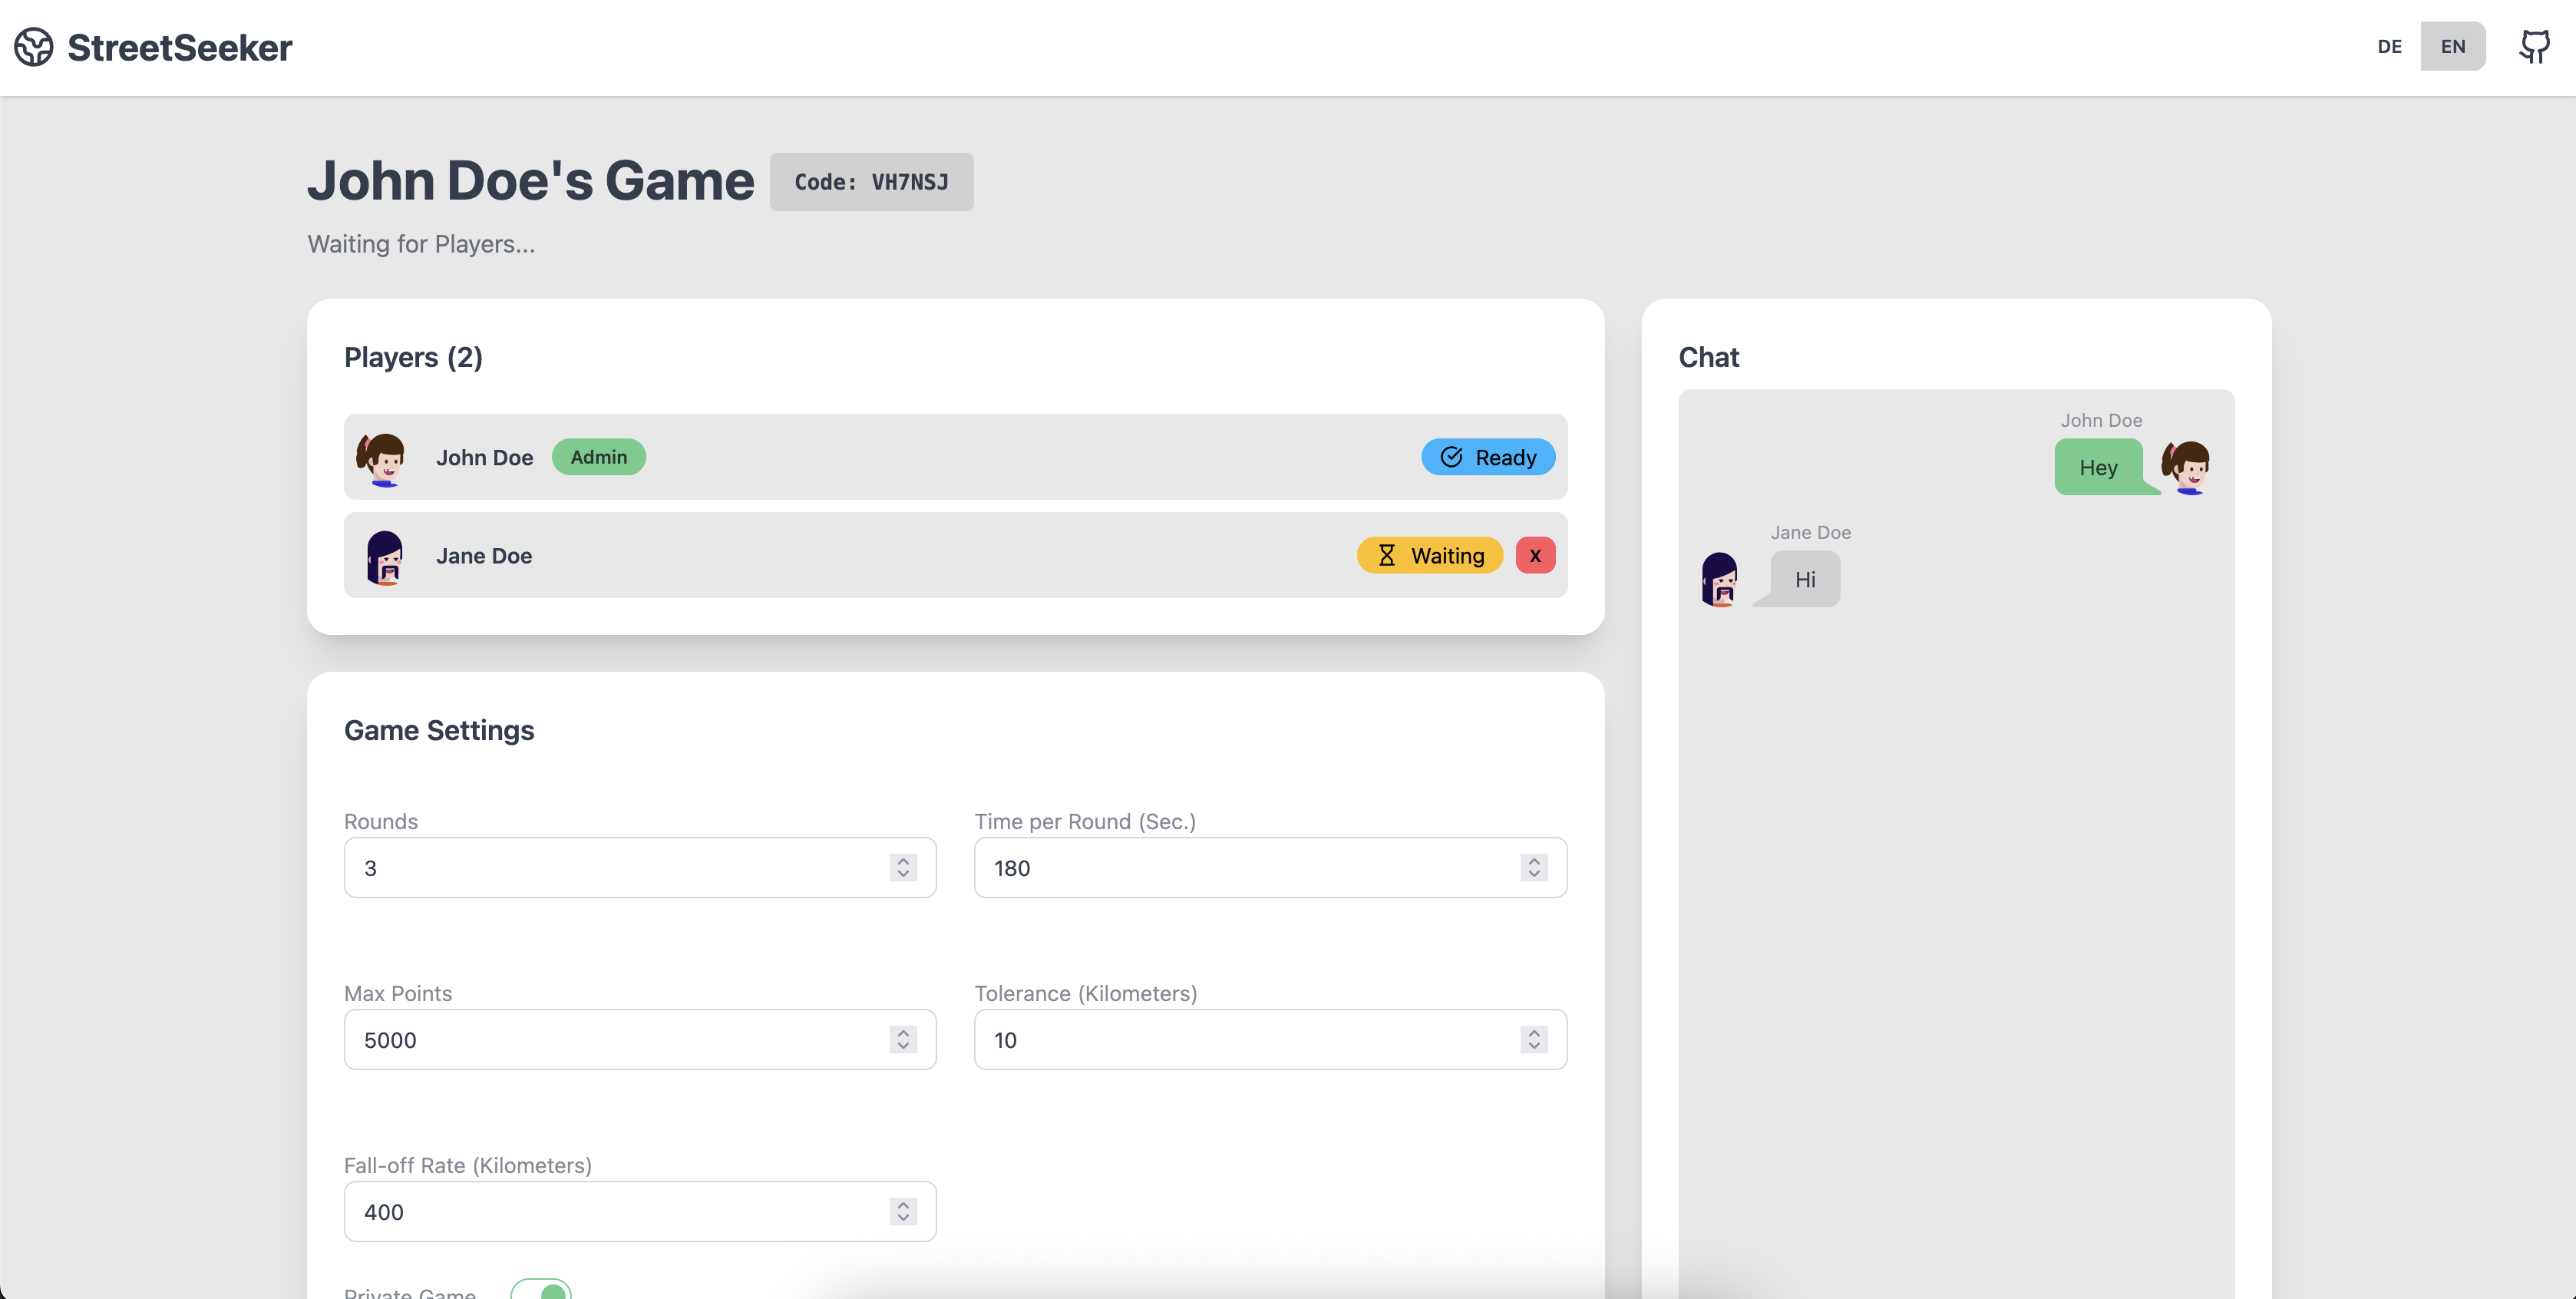 StreetSeeker
DE EN
John Doe's Game Code: VH7NSJ
Waiting for Players...
Players (2)
John Doe Admin Ready
Jane Doe Waiting X
Game Settings
Rounds Time per Round (Sec.)
3 180
Max Points Tolerance (Kilometers)
5000 10
Fall-off Rate (Kilometers)
400
Private Game
Chat
John Doe
Hey
Jane Doe
Hi